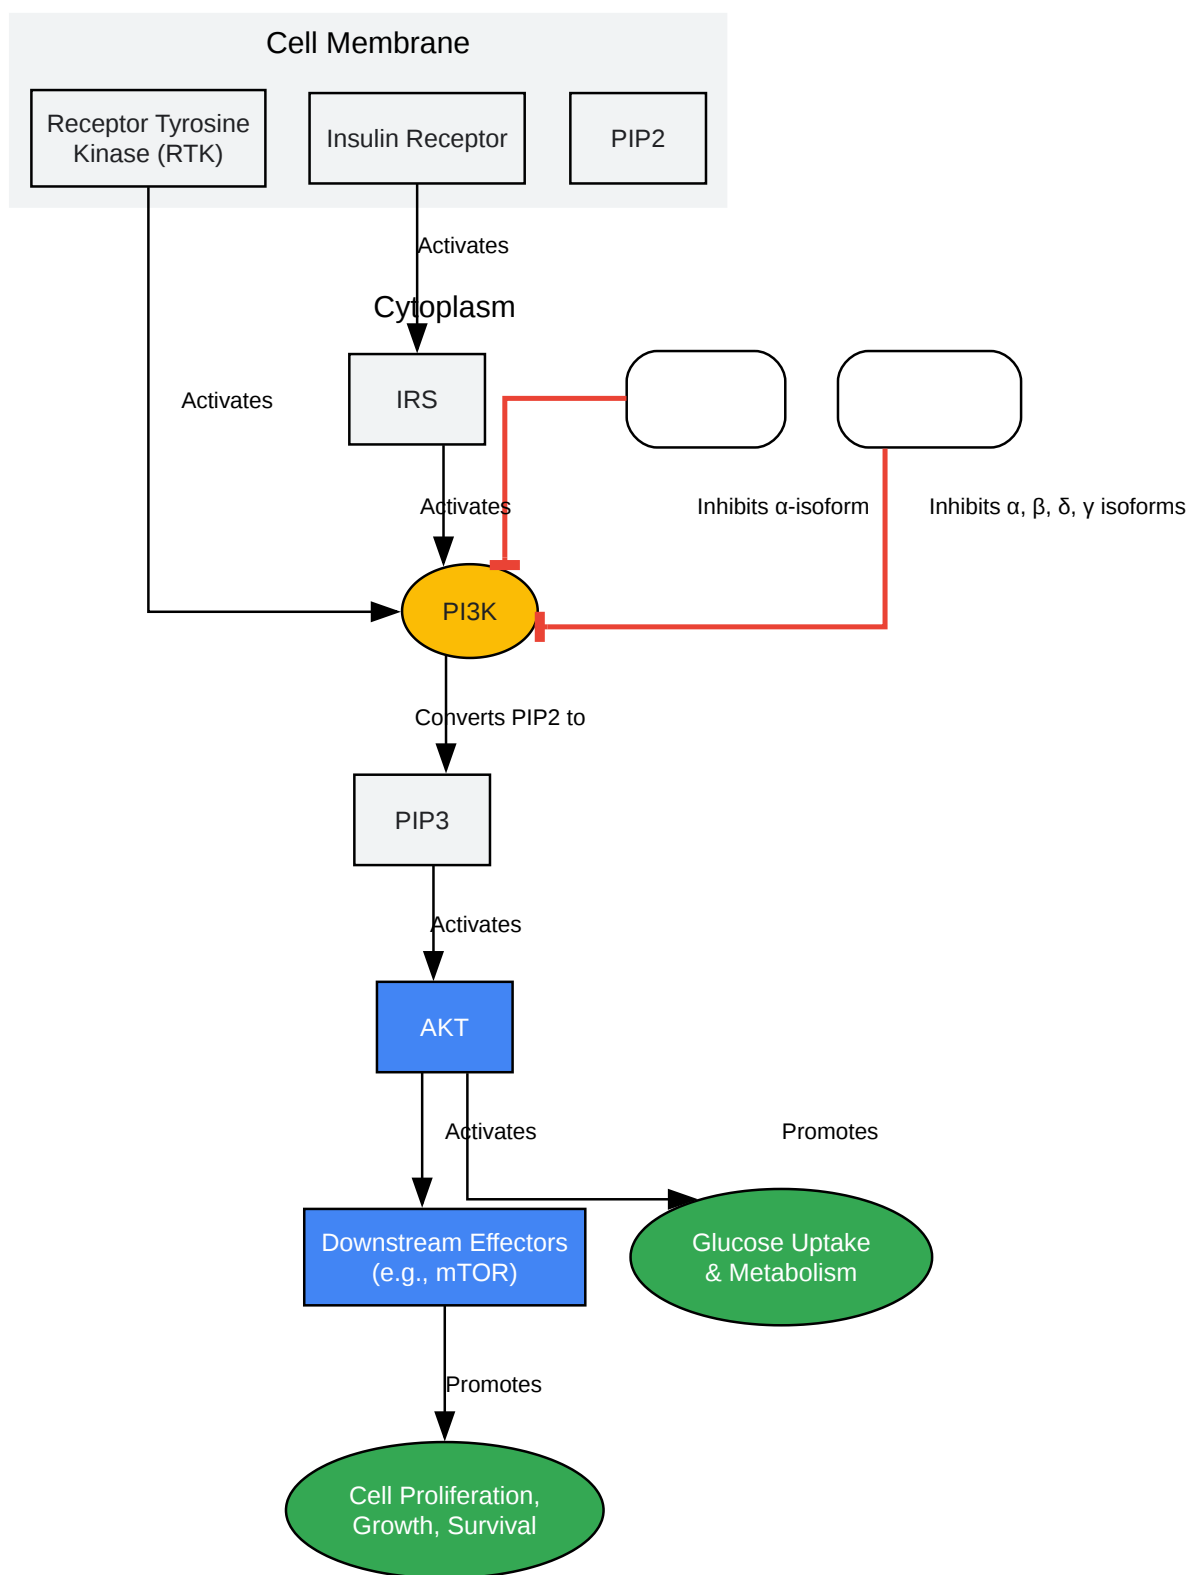 Cell Membrane
Receptor Tyrosine
Kinase (RTK)
Insulin Receptor
PIP2
Activates
Cytoplasm
IRS
Activates
Activates
Inhibits α-isoform
Inhibits α, β, δ, γ isoforms
PI3K
Converts PIP2 to
PIP3
Activates
AKT
Activates
Promotes
Downstream Effectors
(e.g., mTOR)
Glucose Uptake
& Metabolism
Promotes
Cell Proliferation,
Growth, Survival